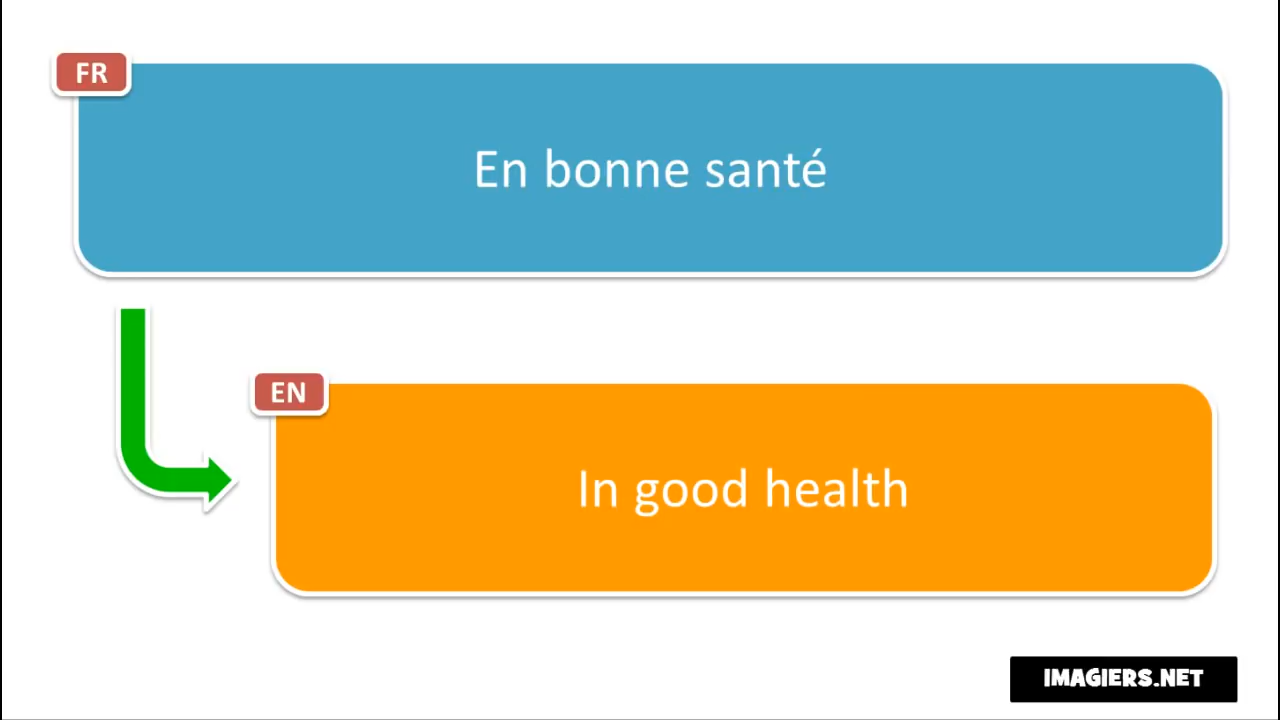 FR
En bonne santé
EN
In good health
IMAGIERS.NET